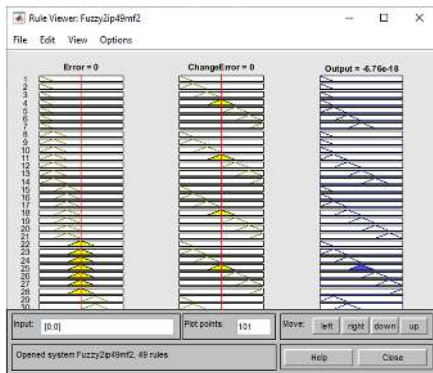 Rule Viewer: Fuzzy2ip49mf2
File Edit View Options
Error = 0
ChangeError = 0
Output = -6.76e-18
1
2
3
4
5
6
7
8
9
10
11
12
13
14
15
16
17
18
19
20
21
22
23
24
25
26
27
28
29
30
Input: [0;0]
Plot points: 101
Move: left right down up
Opened system Fuzzy2ip49mf2, 49 rules
Help
Close